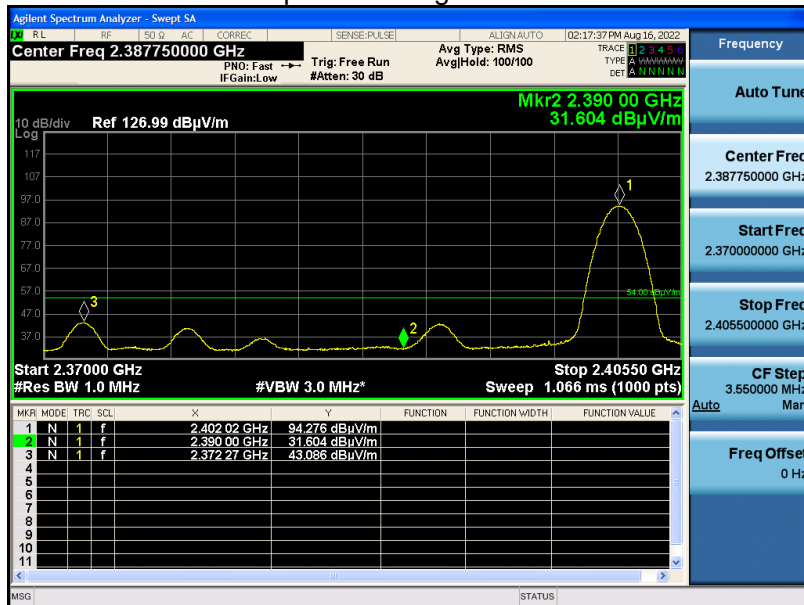 Agilent Spectrum Analyzer - Swept SA
LXI RL RF 50 Ω AC CORREC SENSE:PULSE ALIGN AUTO 02:17:37 PM Aug 16, 2022
Center Freq 2.387750000 GHz
PNO: Fast
IFGain:Low
Trig: Free Run
#Atten: 30 dB
Avg Type: RMS
Avg|Hold: 100/100
TRACE 1 2 3 4 5 6
TYPE A WWWWW
DET A N N N N N
Mkr2 2.390 00 GHz
31.604 dBµV/m
10 dB/div Ref 126.99 dBµV/m
Log
117
107
97.0
87.0
77.0
67.0
57.0
47.0
37.0
1
2
3
54.00 dBµV/m
Start 2.37000 GHz Stop 2.40550 GHz
#Res BW 1.0 MHz #VBW 3.0 MHz* Sweep 1.066 ms (1000 pts)
MKR MODE TRC SCL X Y FUNCTION FUNCTION WIDTH FUNCTION VALUE
1 N 1 f 2.402 02 GHz 94.276 dBµV/m
2 N 1 f 2.390 00 GHz 31.604 dBµV/m
3 N 1 f 2.372 27 GHz 43.086 dBµV/m
4
5
6
7
8
9
10
11
MSG STATUS
Frequency
Auto Tune
Center Freq
2.387750000 GHz
Start Freq
2.370000000 GHz
Stop Freq
2.405500000 GHz
CF Step
3.550000 MHz
Auto Man
Freq Offset
0 Hz